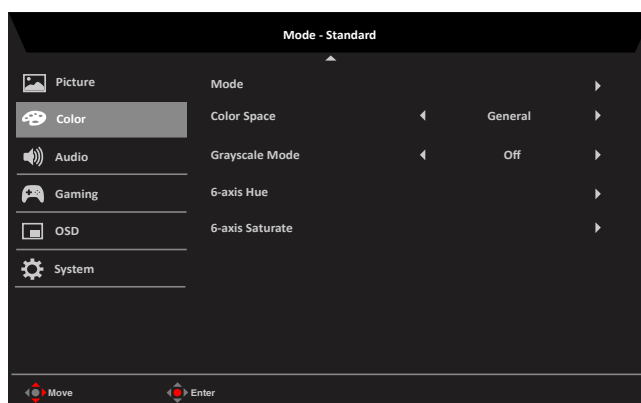 Mode - Standard
Picture
Color
Audio
Gaming
OSD
System
Mode
Color Space General
Grayscale Mode Off
6-axis Hue
6-axis Saturate
Move Enter